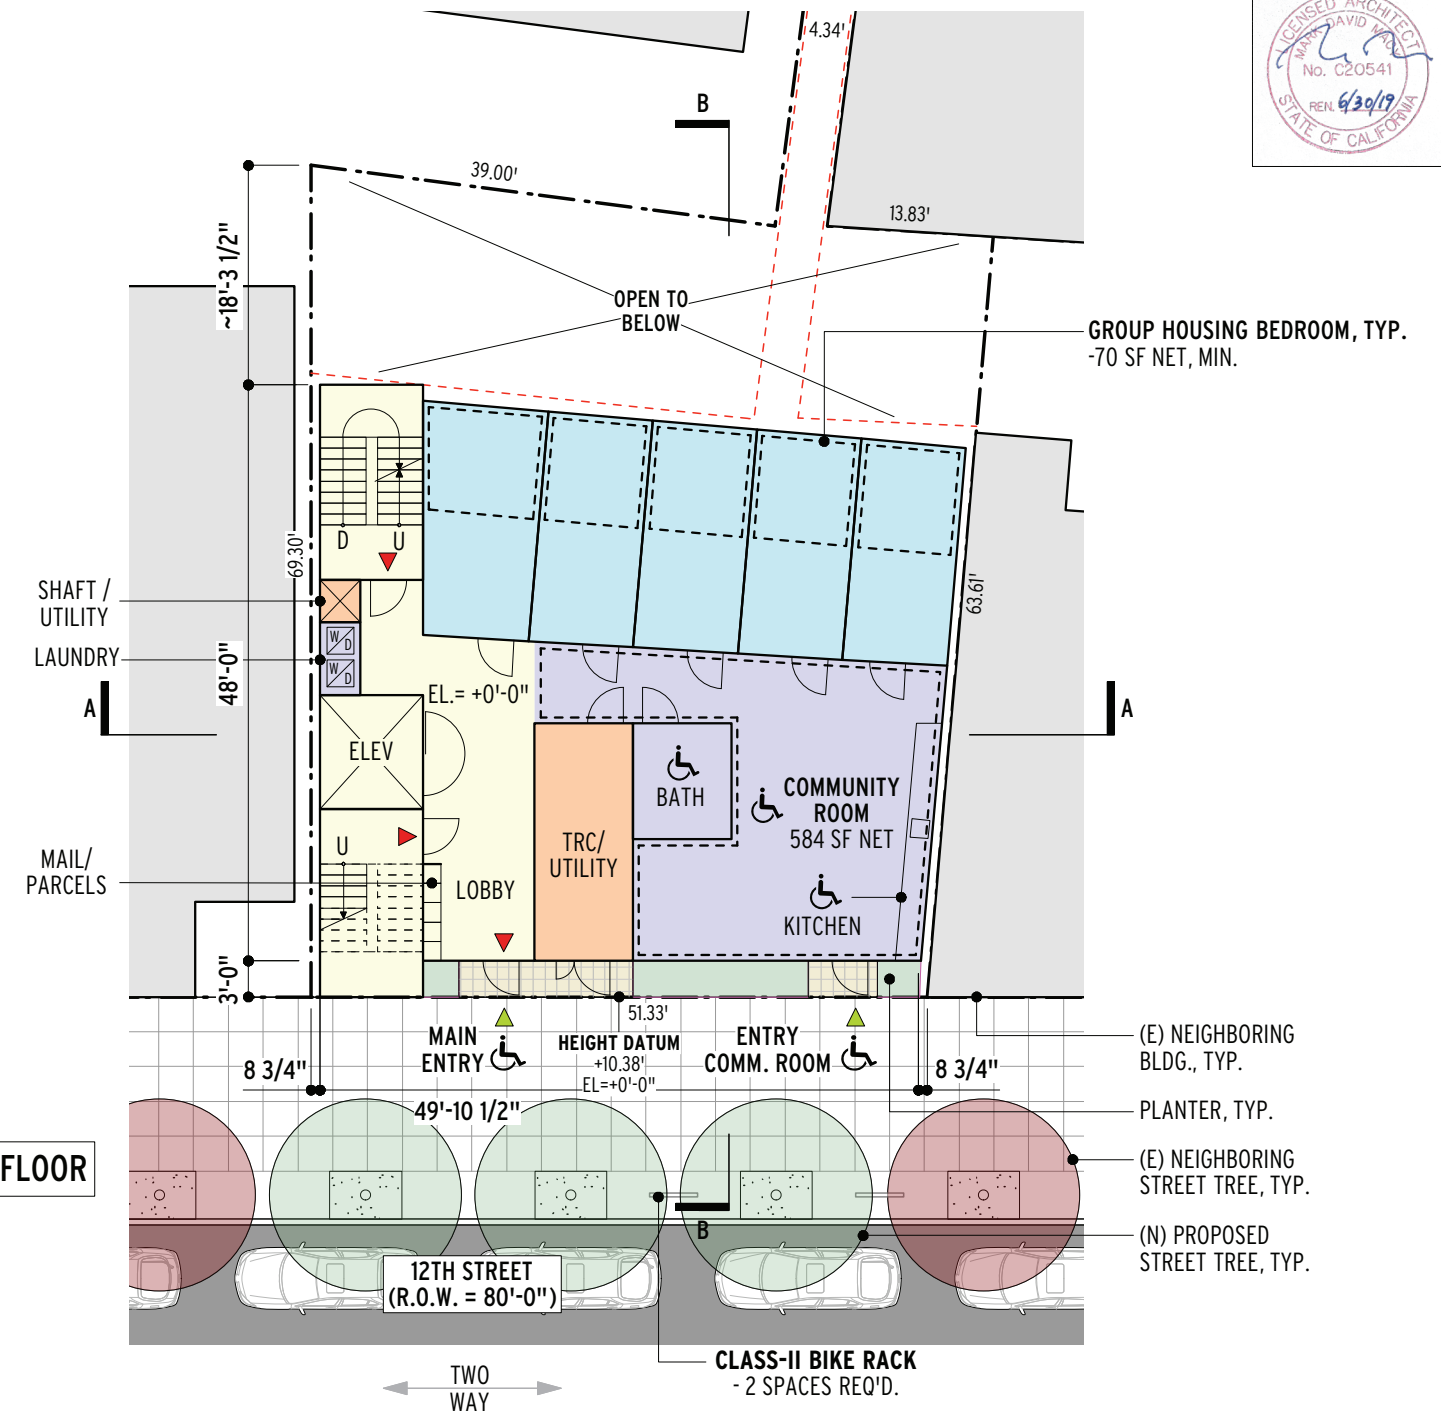 LICENSED ARCHITECT
MARK DAVID MACY
No. C20541
REN. 6/30/19
STATE OF CALIFORNIA
4.34'
B
39.00'
13.83'
~18'-3 1/2"
OPEN TO
BELOW
GROUP HOUSING BEDROOM, TYP.
-70 SF NET, MIN.
69.30'
D
U
63.61'
SHAFT /
UTILITY
W/D
LAUNDRY
W/D
48'-0"
EL.= +0'-0"
A
A
ELEV
BATH
COMMUNITY
ROOM
584 SF NET
U
TRC/
UTILITY
MAIL/
PARCELS
LOBBY
KITCHEN
3'-0"
51.33'
MAIN
ENTRY
HEIGHT DATUM
+10.38'
EL=+0'-0"
ENTRY
COMM. ROOM
(E) NEIGHBORING
BLDG., TYP.
8 3/4"
8 3/4"
49'-10 1/2"
PLANTER, TYP.
FLOOR
(E) NEIGHBORING
STREET TREE, TYP.
B
(N) PROPOSED
STREET TREE, TYP.
12TH STREET
(R.O.W. = 80'-0")
CLASS-II BIKE RACK
- 2 SPACES REQ'D.
TWO
WAY